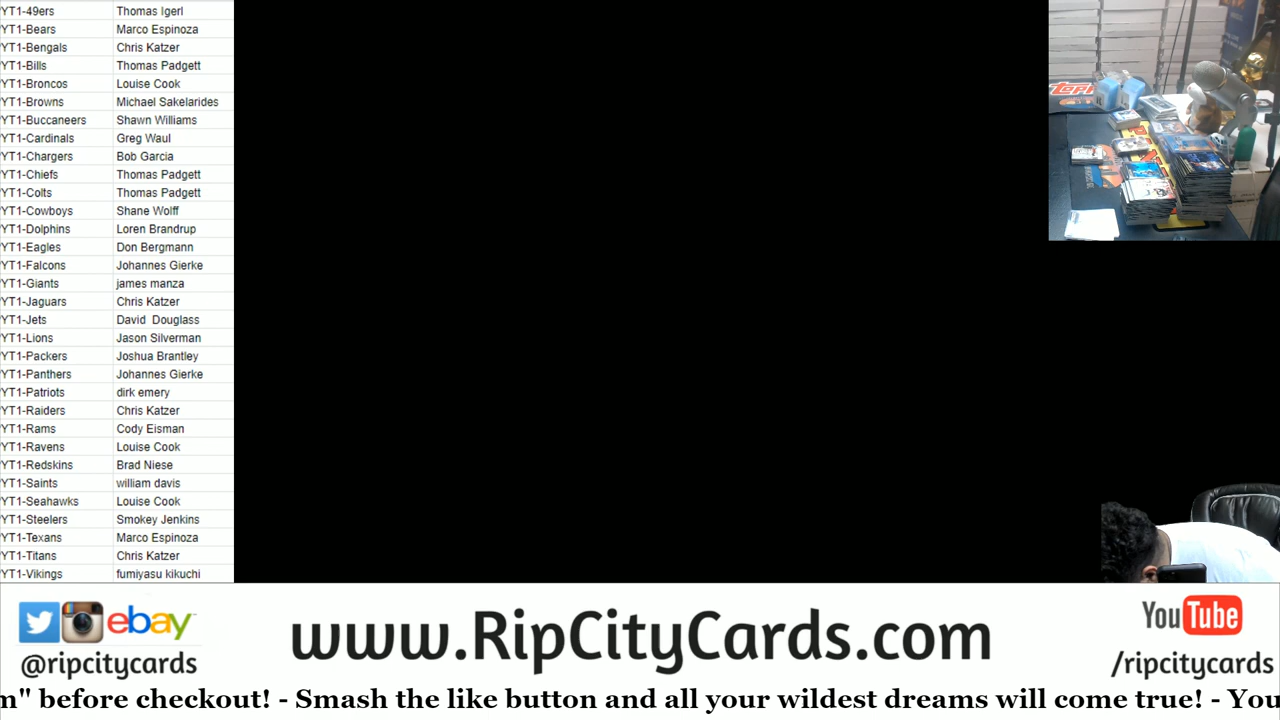 YT1-49ers Thomas Igerl
YT1-Bears Marco Espinoza
YT1-Bengals Chris Katzer
YT1-Bills Thomas Padgett
YT1-Broncos Louise Cook
YT1-Browns Michael Sakelarides
YT1-Buccaneers Shawn Williams
YT1-Cardinals Greg Waul
YT1-Chargers Bob Garcia
YT1-Chiefs Thomas Padgett
YT1-Colts Thomas Padgett
YT1-Cowboys Shane Wolff
YT1-Dolphins Loren Brandrup
YT1-Eagles Don Bergmann
YT1-Falcons Johannes Gierke
YT1-Giants james manza
YT1-Jaguars Chris Katzer
YT1-Jets David Douglass
YT1-Lions Jason Silverman
YT1-Packers Joshua Brantley
YT1-Panthers Johannes Gierke
YT1-Patriots dirk emery
YT1-Raiders Chris Katzer
YT1-Rams Cody Eisman
YT1-Ravens Louise Cook
YT1-Redskins Brad Niese
YT1-Saints william davis
YT1-Seahawks Louise Cook
YT1-Steelers Smokey Jenkins
YT1-Texans Marco Espinoza
YT1-Titans Chris Katzer
YT1-Vikings fumiyasu kikuchi
ebay
@ripcitycards
www.RipCityCards.com
YouTube
/ripcitycards
m" before checkout! - Smash the like button and all your wildest dreams will come true! - You